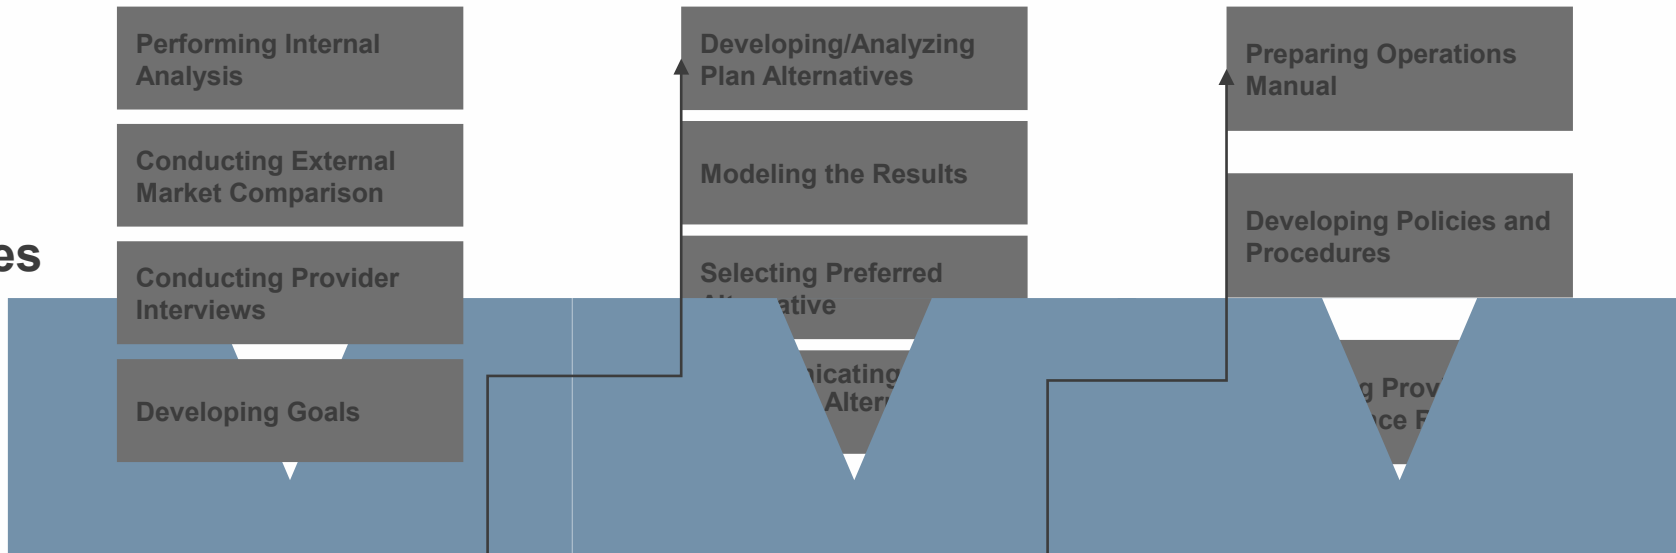 Performing Internal
Analysis
Conducting External
Market Comparison
Conducting Provider
Interviews
Developing Goals
Developing/Analyzing
Plan Alternatives
Modeling the Results
Selecting Preferred
Preparing Operations
Manual
Developing Policies and
Procedures